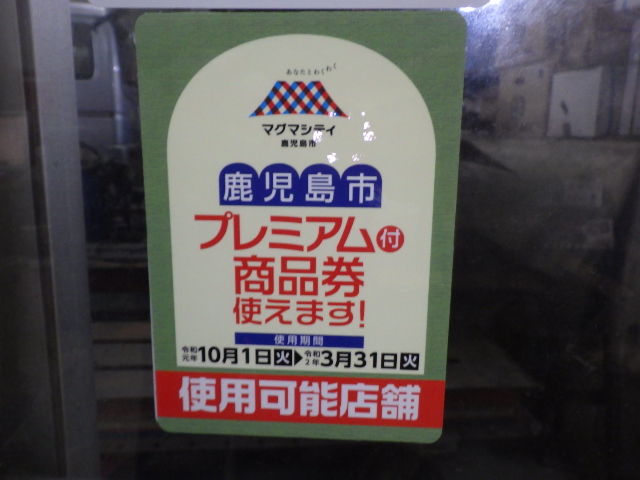 あなたとわくわく
マグマシティ
鹿児島市
鹿児島市
プレミアム付
商品券
使えます!
使用期間
令和元年10月1日火▶令和2年3月31日火
使用可能店舗